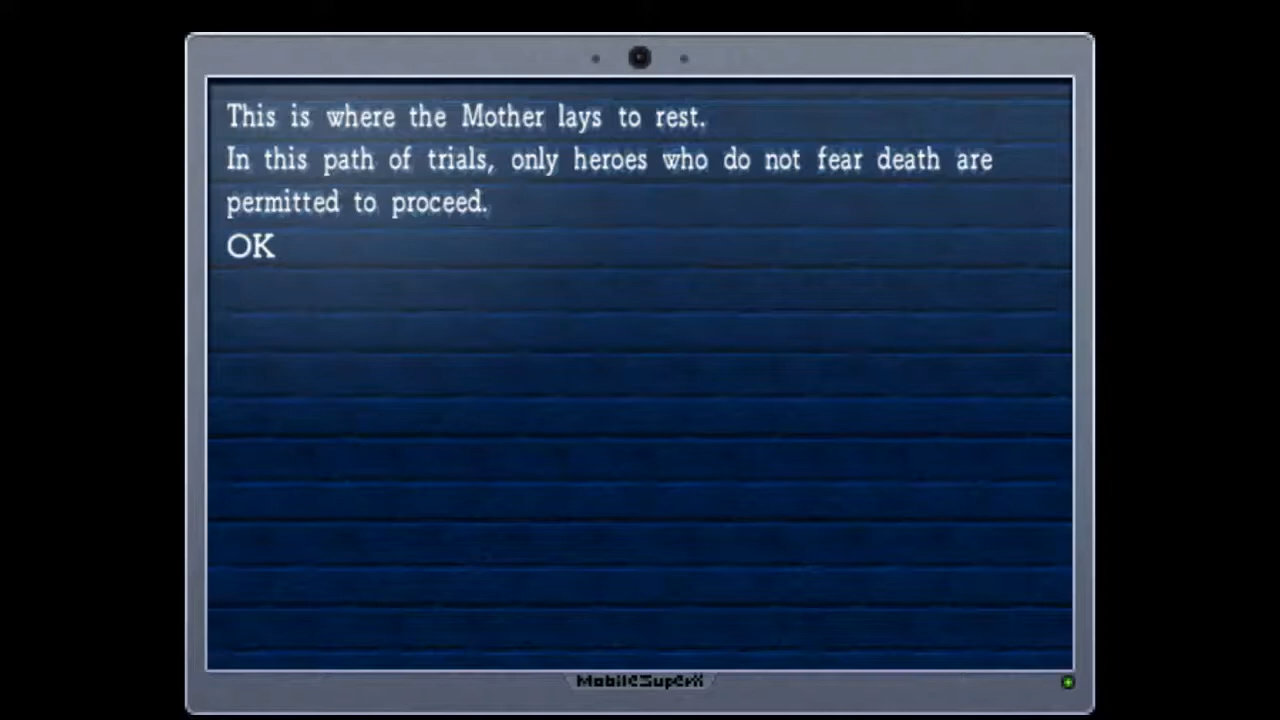 This is where the Mother lays to rest.
In this path of trials, only heroes who do not fear death are
permitted to proceed.
OK
MobileSuperX